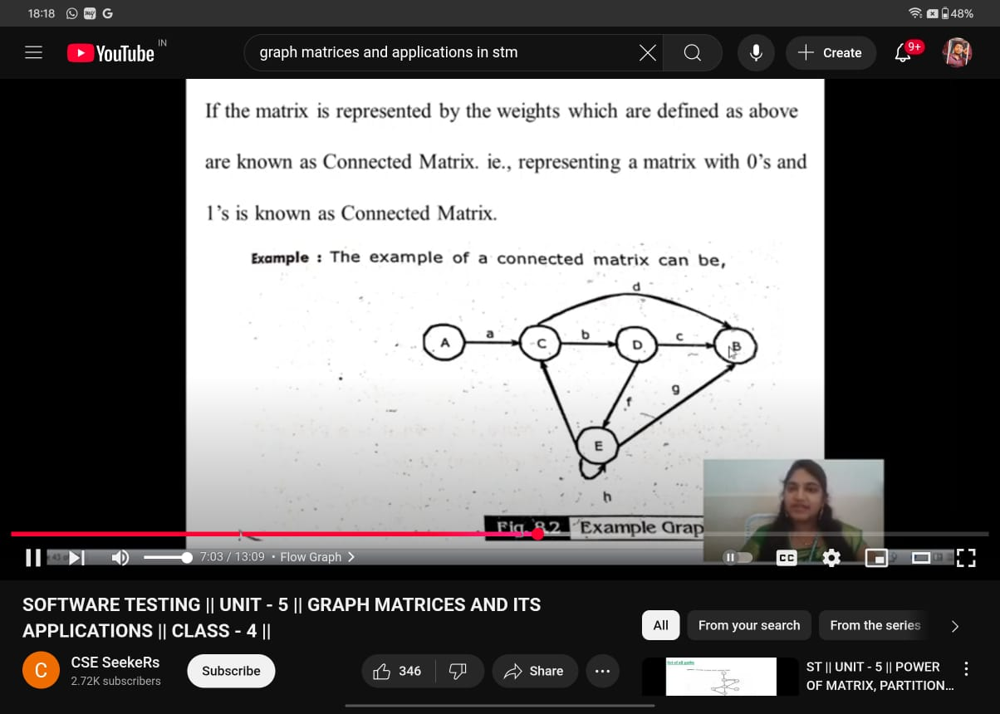 18:18
G
48%
YouTube IN
graph matrices and applications in stm
Create
9+
If the matrix is represented by the weights which are defined as above
are known as Connected Matrix. ie., representing a matrix with 0's and
1's is known as Connected Matrix.
Example : The example of a connected matrix can be,
d
A
a
C
b
D
c
B
f
g
E
h
Fig. 8.2 Example Grap
7:03 / 13:09 • Flow Graph
CC
SOFTWARE TESTING || UNIT - 5 || GRAPH MATRICES AND ITS
APPLICATIONS || CLASS - 4 ||
All
From your search
From the series
C
CSE SeekeRs
2.72K subscribers
Subscribe
346
Share
ST || UNIT - 5 || POWER
OF MATRIX, PARTITION...